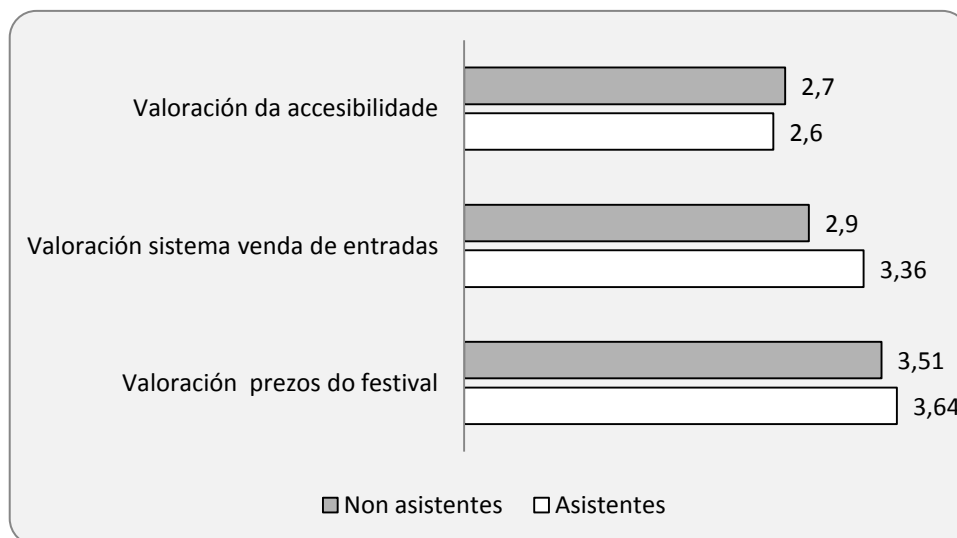 Valoración da accesibilidade
2,7
2,6
Valoración sistema venda de entradas
2,9
3,36
Valoración  prezos do festival
3,51
3,64
Non asistentes
Asistentes